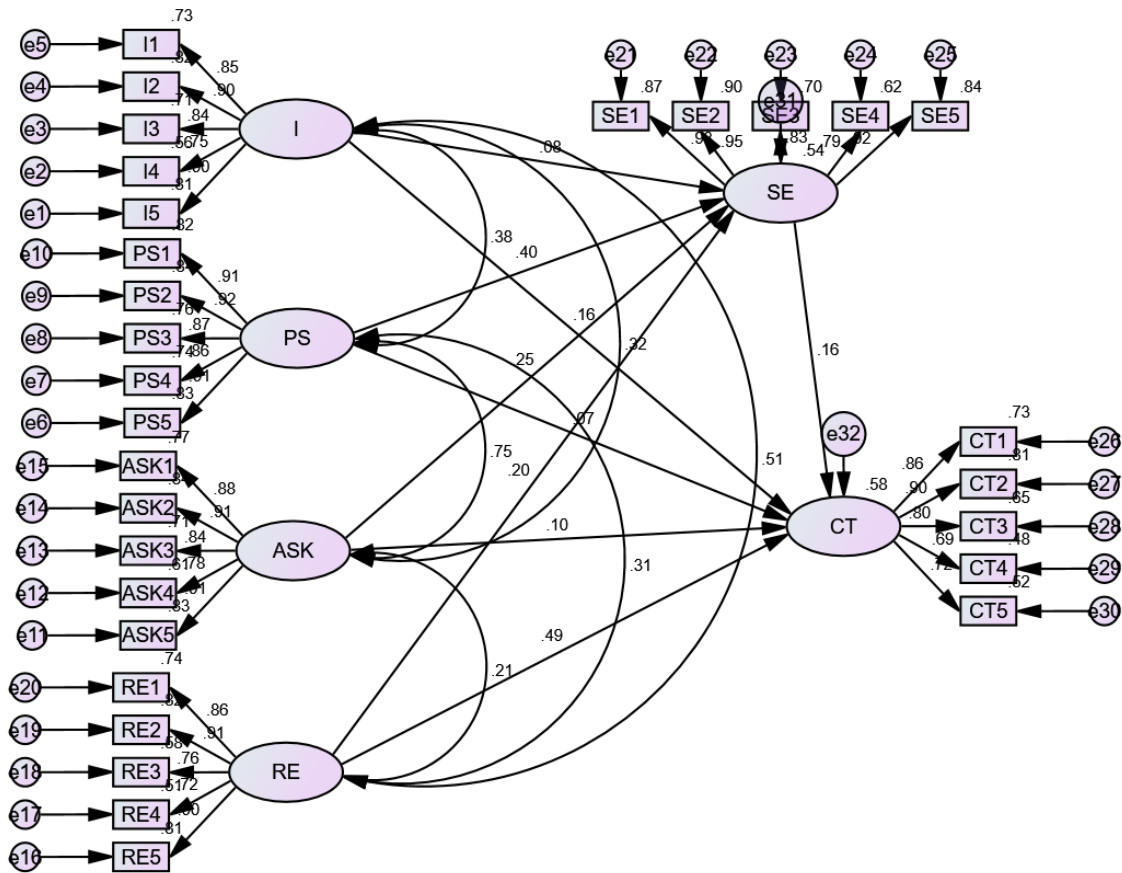 .73
e5 I1
.85
e4 I2
.90
e3 I3
.84
e2 I4
.75
e1 I5
.81
I
.82
e10 PS1
.91
e9 PS2
.92
e8 PS3
.76
.87
e7 PS4
.74 .86
e6 PS5
.83
PS
.77
e15 ASK1
.88
e14 ASK2
.91
e13 ASK3
.71
.84
e12 ASK4
.61 .78
e11 ASK5
.83
ASK
.74
e20 RE1
.86
e19 RE2
.91
e18 RE3
.76
e17 RE4
.72
e16 RE5
.81
RE
e21 e22 e23 e24 e25
.87 .90 .70 .62 .84
SE1 SE2 SE3 SE4 SE5
e31
.95 .83 .79
.54
SE
.08
.38
.40
.16
.32
.25
.16
.07
.75
.20
.51
.10
.31
.49
.21
e32
.58
CT
.73
CT1 e26
.86
.81
CT2 e27
.90
.65
CT3 e28
.80
.48
CT4 e29
.69
.52
CT5 e30
.72